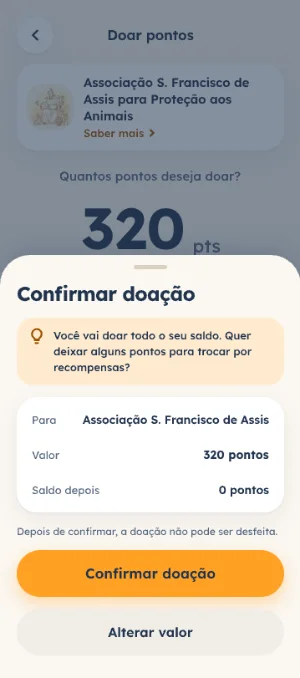 Doar pontos
Associação S. Francisco de
Assis para Proteção aos
Animais
Saber mais
Quantos pontos deseja doar?
320 pts
Confirmar doação
Você vai doar todo o seu saldo. Quer
deixar alguns pontos para trocar por
recompensas?
Para Associação S. Francisco de Assis
Valor 320 pontos
Saldo depois 0 pontos
Depois de confirmar, a doação não pode ser desfeita.
Confirmar doação
Alterar valor